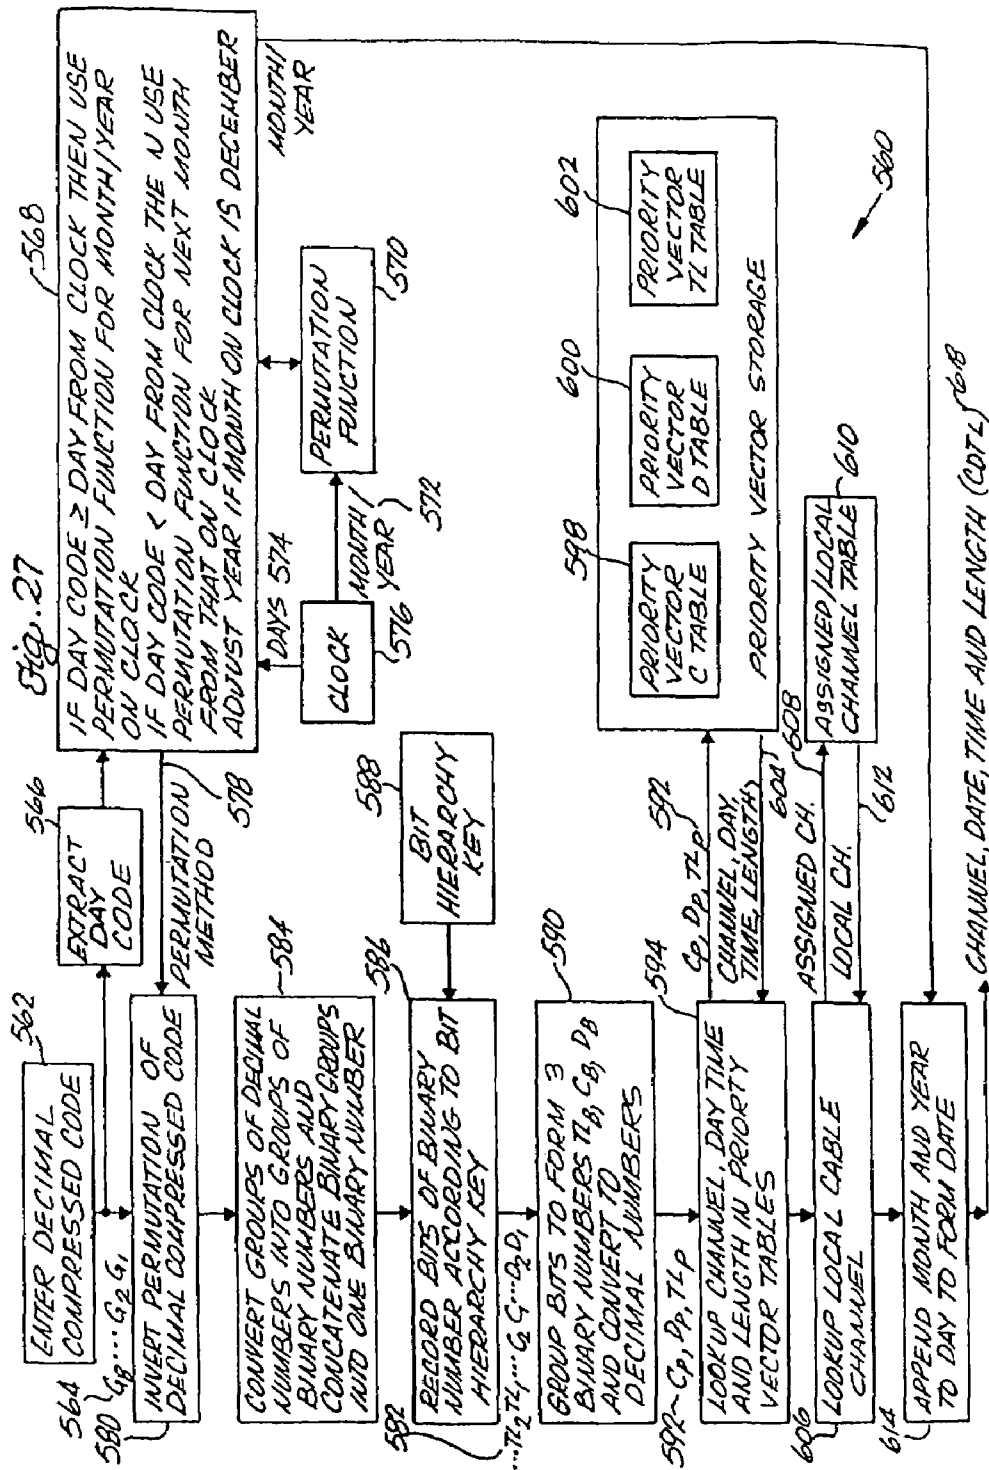 Fig. 27
562
ENTER DECIMAL
COMPRESSED CODE
564
G8 ... G2 G1
566
EXTRACT
DAY
CODE
568
IF DAY CODE ≥ DAY FROM CLOCK THEN USE
PERMUTATION FUNCTION FOR MONTH/YEAR
ON CLOCK
IF DAY CODE < DAY FROM CLOCK THE N USE
PERMUTATION FUNCTION FOR NEXT MONTH
FROM THAT ON CLOCK
ADJUST YEAR IF MONTH ON CLOCK IS DECEMBER
MONTH/
YEAR
580
INVERT PERMUTATION OF
DECIMAL COMPRESSED CODE
PERMUTATION
METHOD
578
DAYS 574
CLOCK
576
MONTH/
YEAR
572
PERMUTATION
FUNCTION
570
584
CONVERT GROUPS OF DECIMAL
NUMBERS INTO GROUPS OF
BINARY NUMBERS AND
CONCATENATE BINARY GROUPS
INTO ONE BINARY NUMBER
582
586
RECORD BITS OF BINARY
NUMBER ACCORDING TO BIT
HIERARCHY KEY
588
BIT
HIERARCHY
KEY
...TL2 TL1 ... C2 C1 ... D2 D1
590
GROUP BITS TO FORM 3
BINARY NUMBERS TLB, CB, DB
AND CONVERT TO
DECIMAL NUMBERS
592 CP, DP, TLP
594
LOOKUP CHANNEL, DAY TIME
AND LENGTH IN PRIORTY
VECTOR TABLES
592
CP, DP, TLP
CHANNEL, DAY,
TIME, LENGTH
604
598
PRIORITY
VECTOR
C TABLE
600
PRIORITY
VECTOR
D TABLE
602
PRIORITY
VECTOR
TL TABLE
PRIORITY VECTOR STORAGE
560
606
LOOKUP LOCAL CABLE
CHANNEL
ASSIGNED CH.
608
LOCAL CH.
612
ASSIGNED/LOCAL
CHANNEL TABLE
610
614
APPEND MONTH AND YEAR
TO DAY TO FORM DATE
CHANNEL, DATE, TIME AND LENGTH (CDTL)
618